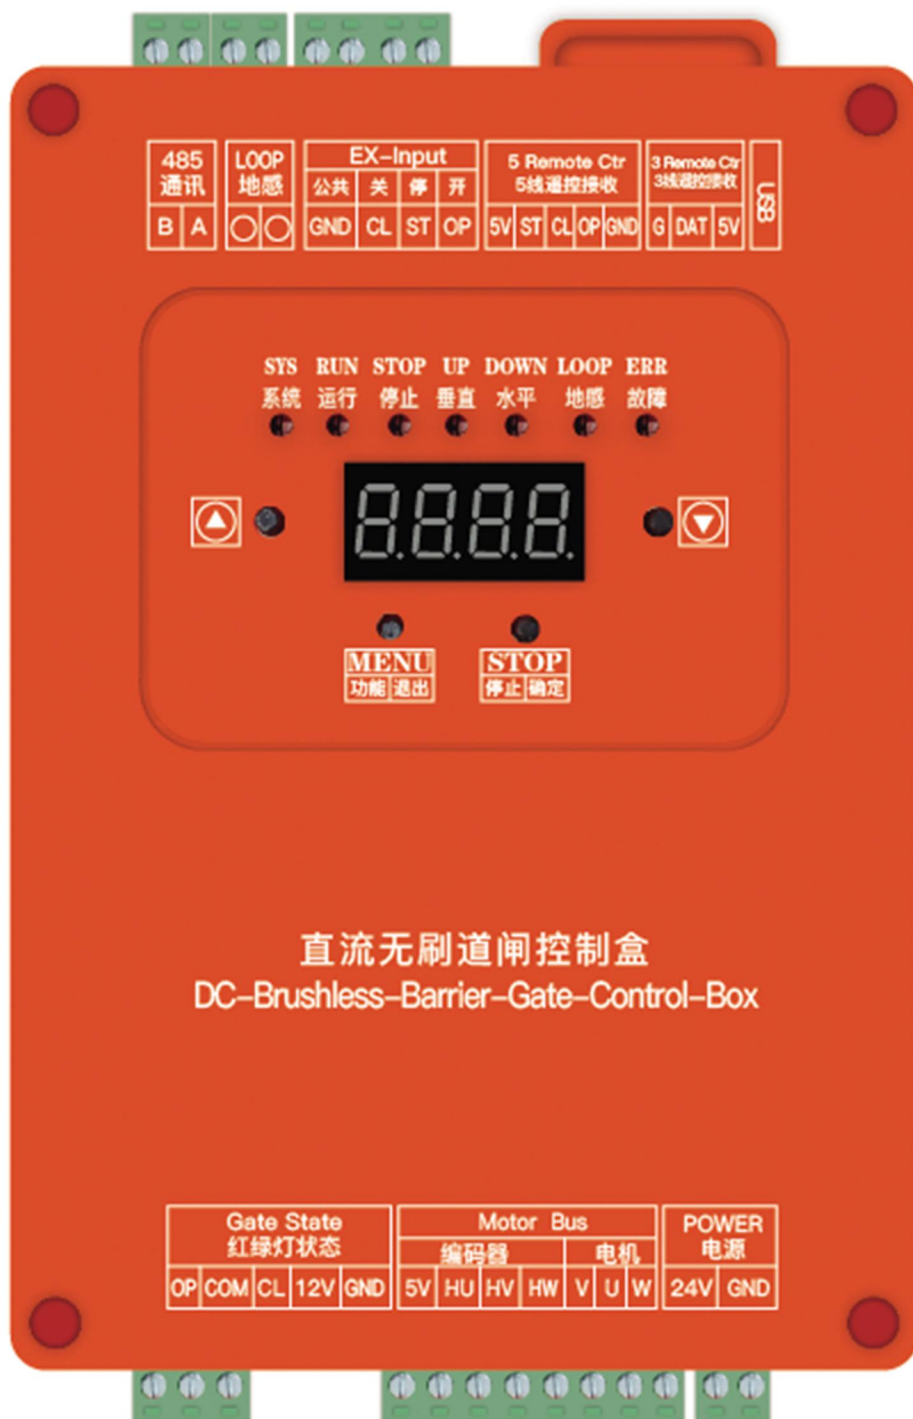 485
通讯
B A
LOOP
地感
EX-Input
公共 关 停 开
GND CL ST OP
5 Remote Ctr
5线遥控接收
5V ST CL OP GND
3 Remote Ctr
3线遥控接收
G DAT 5V
USB
SYS RUN STOP UP DOWN LOOP ERR
系统 运行 停止 垂直 水平 地感 故障
8.8.8.8.
MENU
功能 退出
STOP
停止 确定
直流无刷道闸控制盒
DC-Brushless-Barrier-Gate-Control-Box
Gate State
红绿灯状态
OP COM CL 12V GND
Motor Bus
编码器 电机
5V HU HV HW V U W
POWER
电源
24V GND